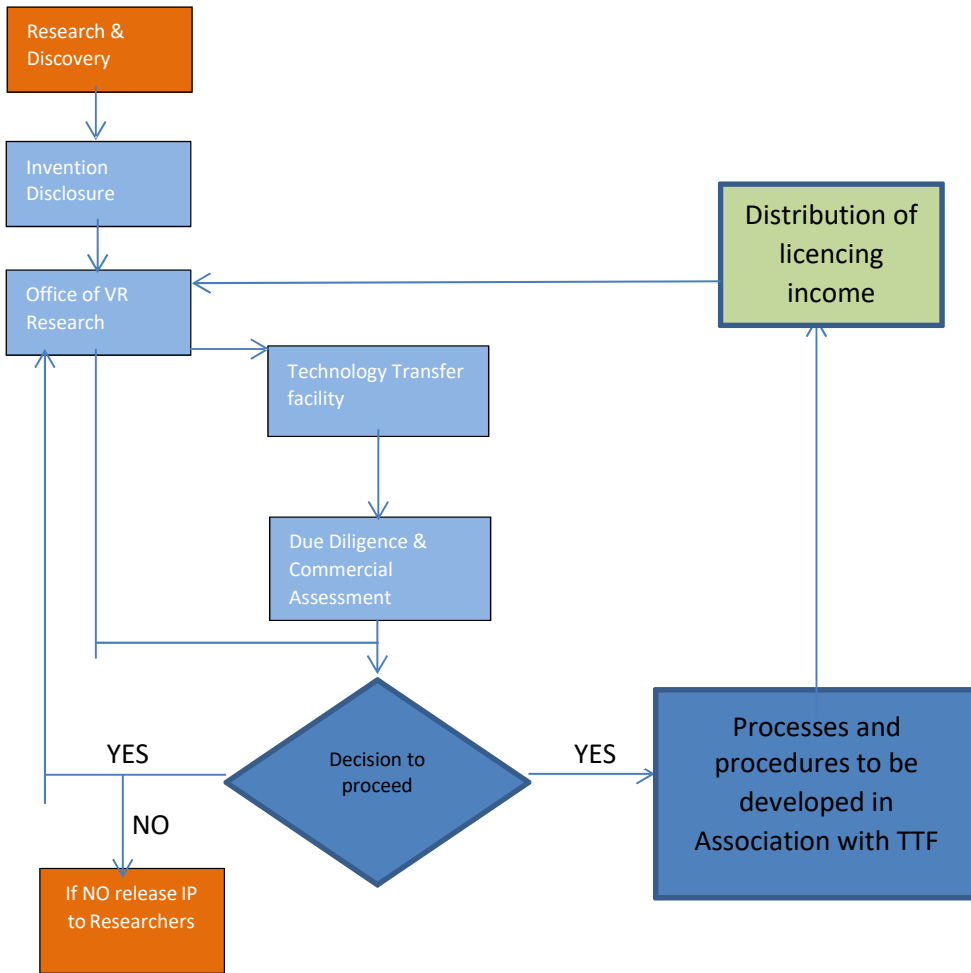 Research &
Discovery
Invention
Disclosure
Distribution of
licencing
income
Office of VR
Research
Technology Transfer
facility
Due Diligence &
Commercial
Assessment
Decision to
proceed
YES
YES
NO
Processes and
procedures to be
developed in
Association with TTF
If NO release IP
to Researchers